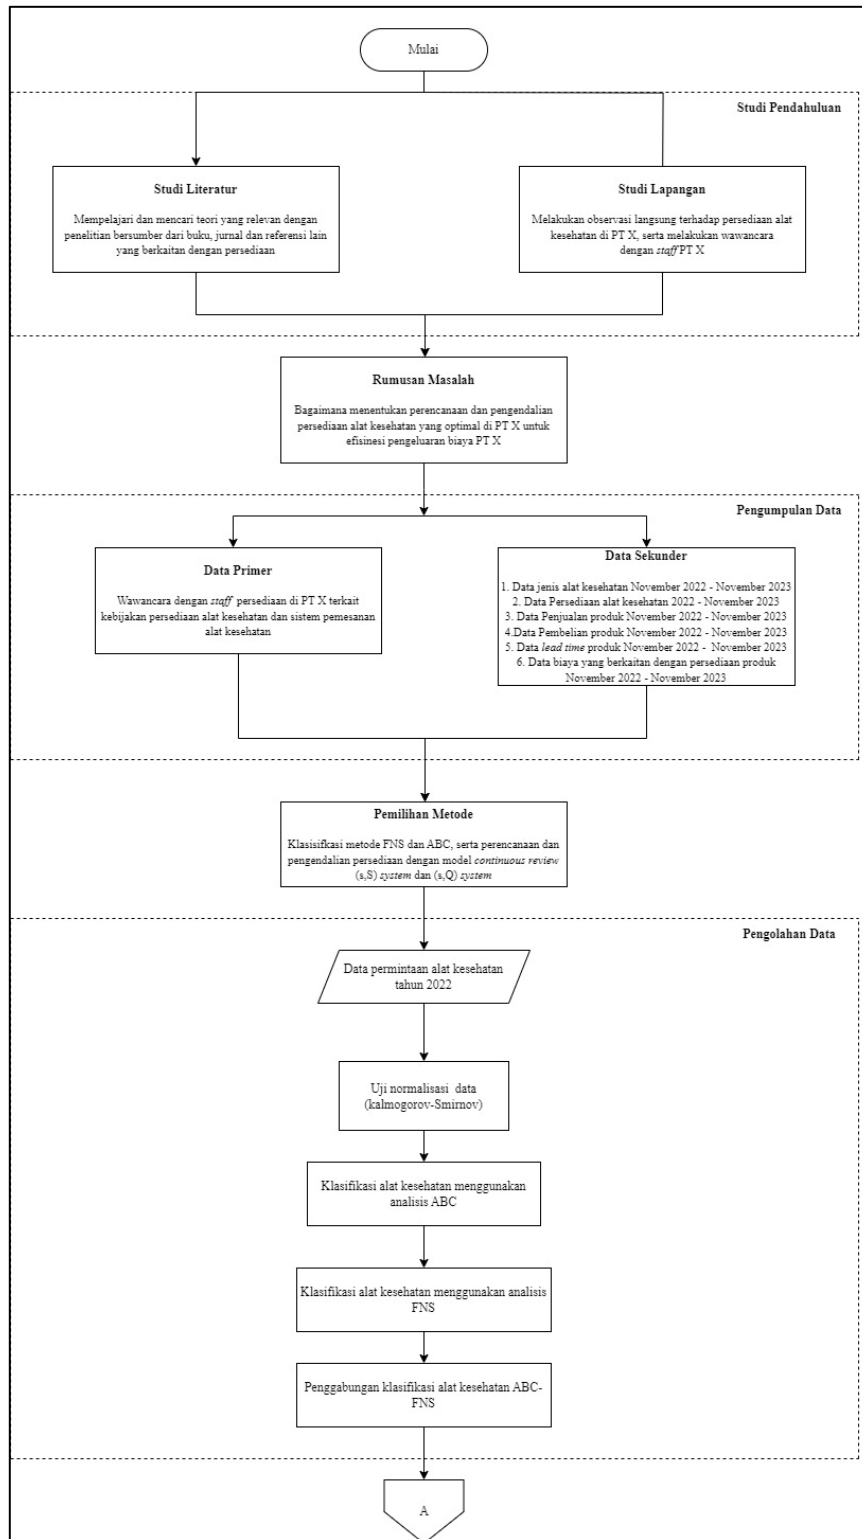 Mulai
Studi Pendahuluan
Studi Literatur
Mempelajari dan mencari teori yang relevan dengan
penelitian bersumber dari buku, jurnal dan referensi lain
yang berkaitan dengan persediaan
Studi Lapangan
Melakukan observasi langsung terhadap persediaan alat
kesehatan di PT X, serta melakukan wawancara
dengan staff PT X
Rumusan Masalah
Bagaimana menentukan perencanaan dan pengendalian
persediaan alat kesehatan yang optimal di PT X untuk
efisinesi pengeluaran biaya PT X
Pengumpulan Data
Data Primer
Wawancara dengan staff persediaan di PT X terkait
kebijakan persediaan alat kesehatan dan sistem pemesanan
alat kesehatan
Data Sekunder
1. Data jenis alat kesehatan November 2022 - November 2023
2. Data Persediaan alat kesehatan 2022 - November 2023
3. Data Penjualan produk November 2022 - November 2023
4.Data Pembelian produk November 2022 - November 2023
5. Data lead time produk November 2022 - November 2023
6. Data biaya yang berkaitan dengan persediaan produk
November 2022 - November 2023
Pemilihan Metode
Klasisifkasi metode FNS dan ABC, serta perencanaan dan
pengendalian persediaan dengan model continuous review
(s,S) system dan (s,Q) system
Pengolahan Data
Data permintaan alat kesehatan
tahun 2022
Uji normalisasi data
(kalmogorov-Smirnov)
Klasifikasi alat kesehatan menggunakan
analisis ABC
Klasifikasi alat kesehatan menggunakan analisis
FNS
Penggabungan klasifikasi alat kesehatan ABC-
FNS
A